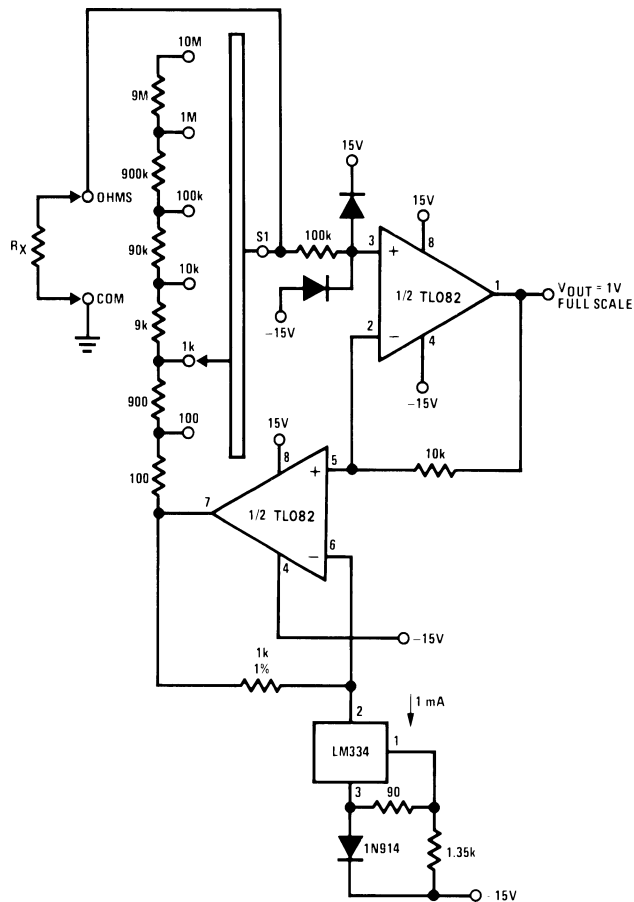 10M
9M
1M
900k
100k
90k
10k
9k
1k
900
100
100
OHMS
RX
COM
S1
100k
15V
-15V
15V
3
+
8
1/2 TL082
1
VOUT = 1V
FULL SCALE
2
−
4
-15V
10k
15V
8
5
+
7
1/2 TL082
6
−
4
-15V
1k
1%
1 mA
2
LM334
1
3
90
1N914
1.35k
- 15V